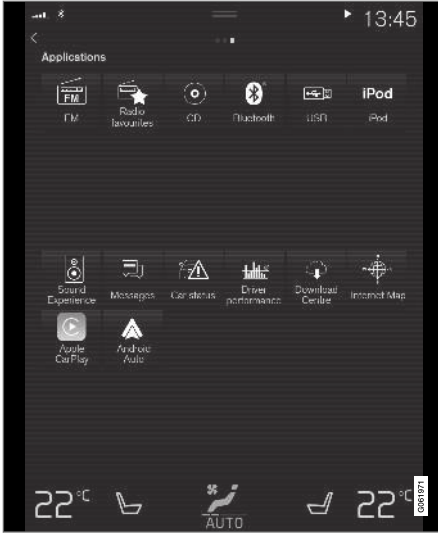 13:45
Applications
FM
iPod
FM
Radio
favourites
CD
Bluetooth
USB
iPod
Sound
Experience
Messages
Car status
Driver
performance
Download
Centre
Internet Map
Apple
CarPlay
Android
Auto
22°C
22°C
AUTO
G061971